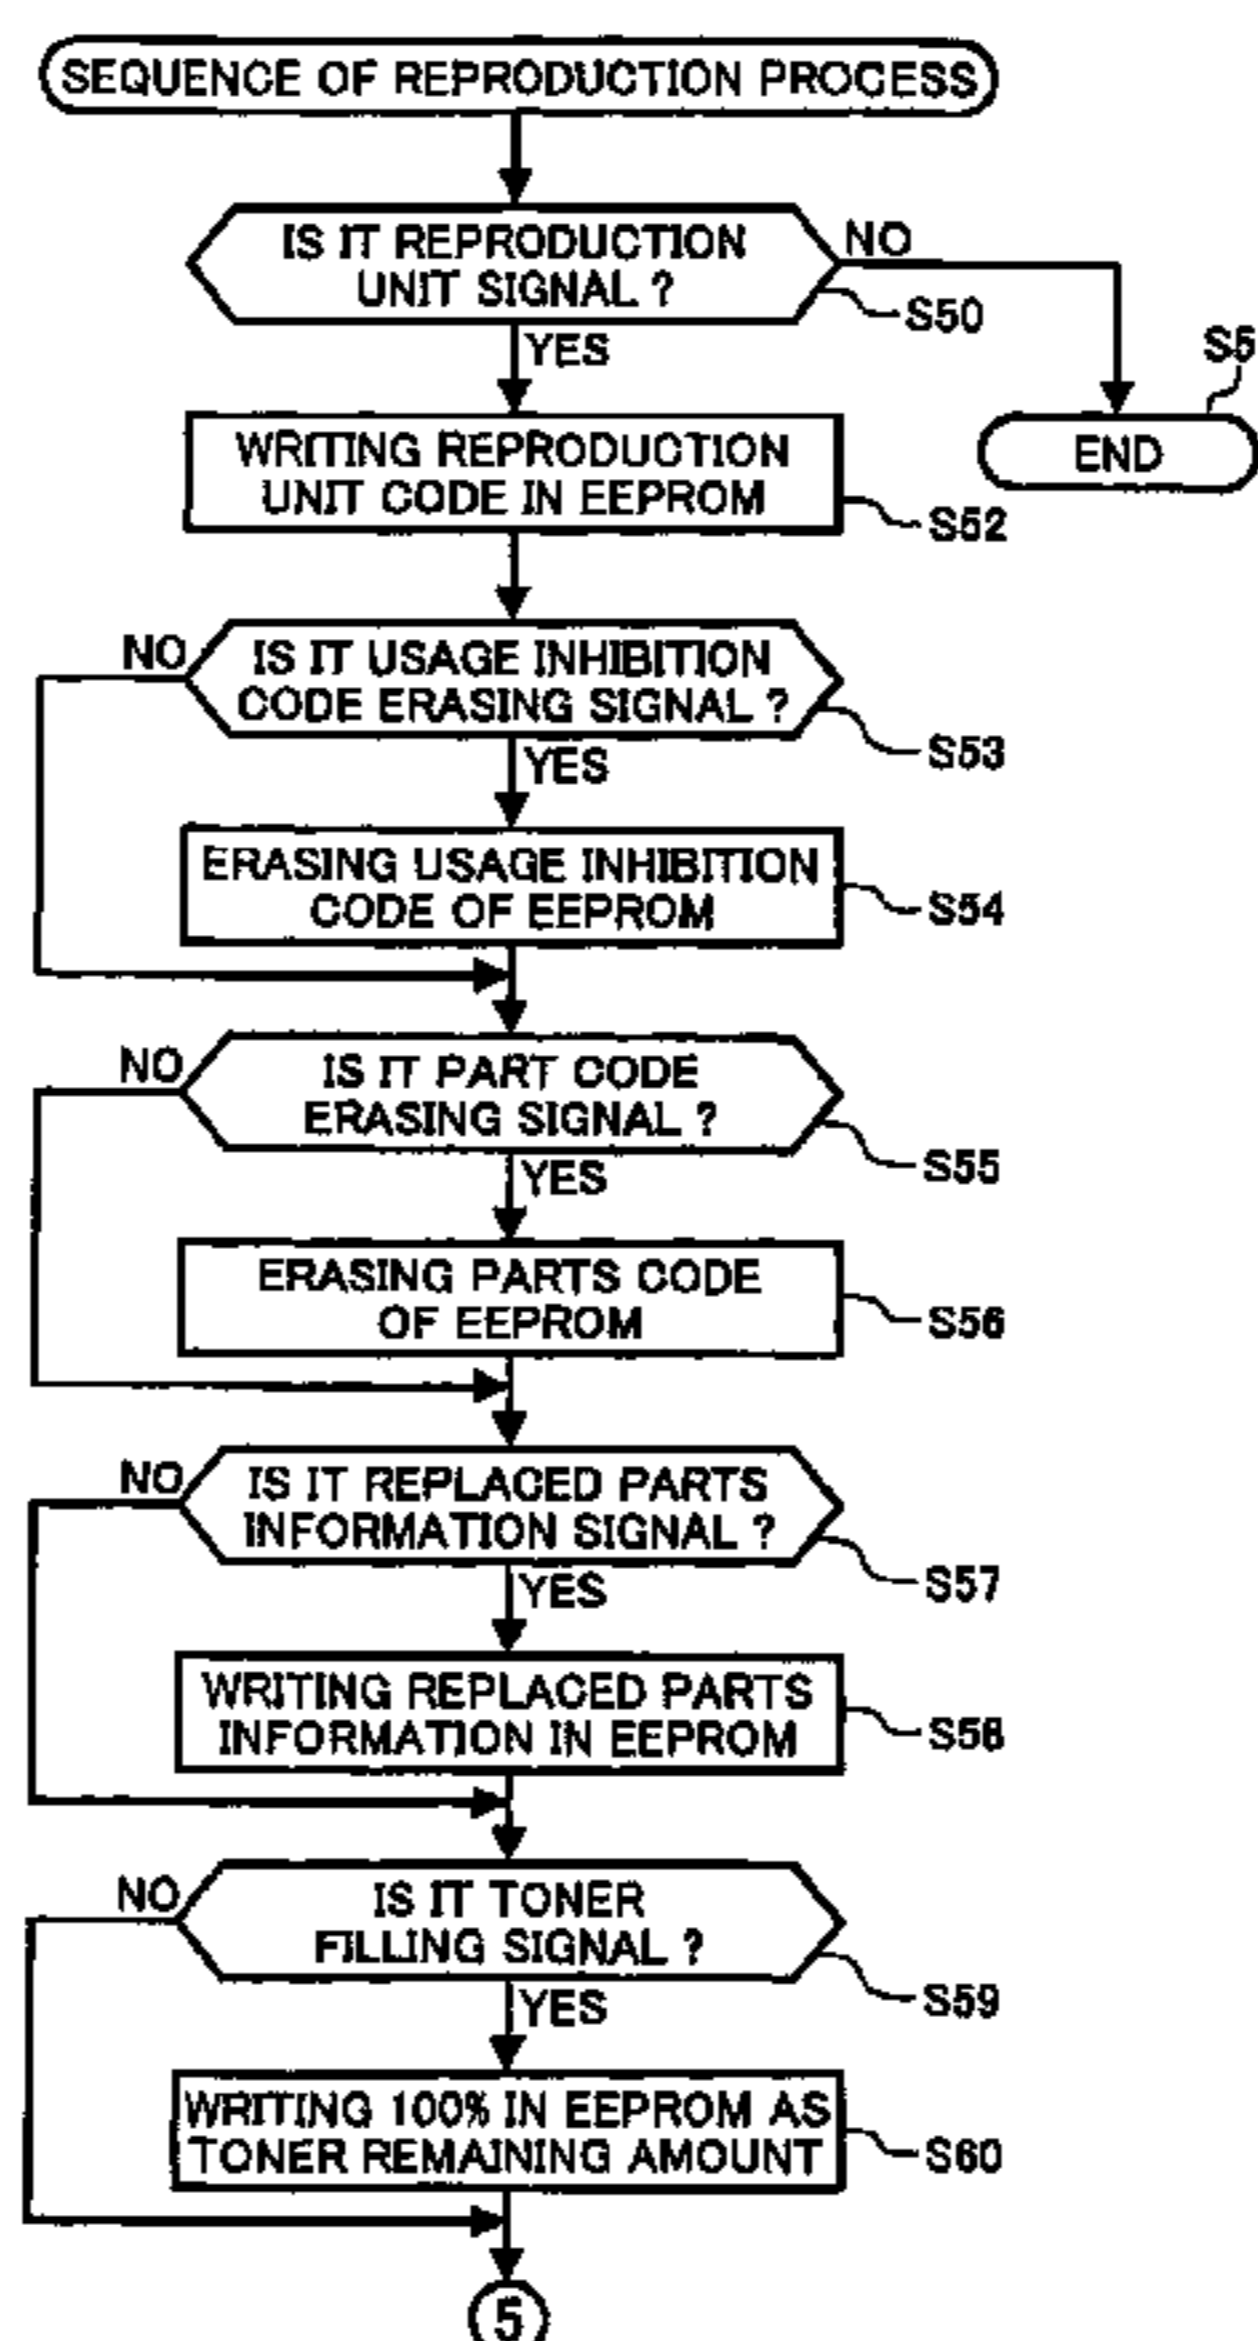 SEQUENCE OF REPRODUCTION PROCESS
IS IT REPRODUCTION
UNIT SIGNAL ?
NO
S50
YES
S5
END
WRITING REPRODUCTION
UNIT CODE IN EEPROM
S52
NO
IS IT USAGE INHIBITION
CODE ERASING SIGNAL ?
S53
YES
ERASING USAGE INHIBITION
CODE OF EEPROM
S54
NO
IS IT PART CODE
ERASING SIGNAL ?
S55
YES
ERASING PARTS CODE
OF EEPROM
S56
NO
IS IT REPLACED PARTS
INFORMATION SIGNAL ?
S57
YES
WRITING REPLACED PARTS
INFORMATION IN EEPROM
S58
NO
IS IT TONER
FILLING SIGNAL ?
S59
YES
WRITING 100% IN EEPROM AS
TONER REMAINING AMOUNT
S60
5